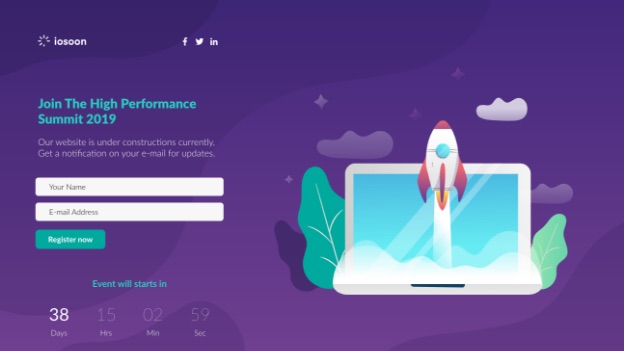 iosoon
Join The High Performance
Summit 2019
Our website is under constructions currently.
Get a notification on your e-mail for updates.
Your Name
E-mail Address
Register now
Event will starts in
38 15 02 59
Days Hrs Min Sec